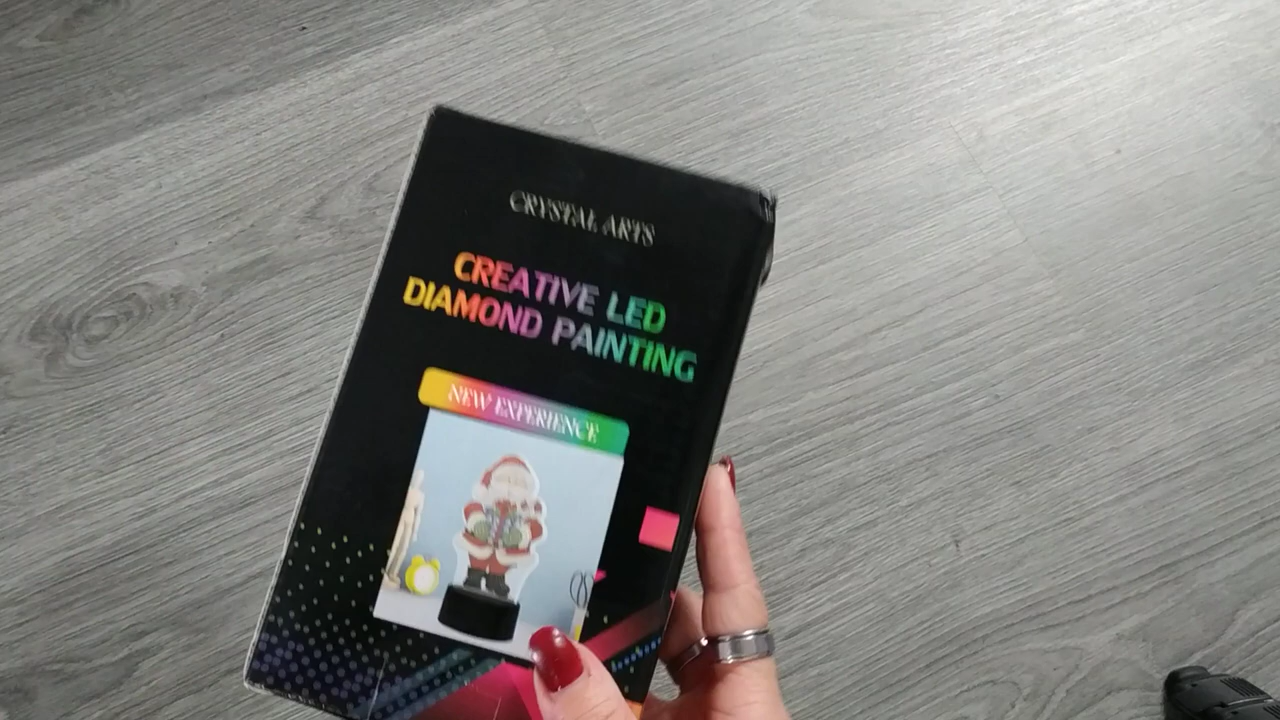 CRYSTAL ARTS
CREATIVE LED
DIAMOND PAINTING
NEW EXPERIENCE